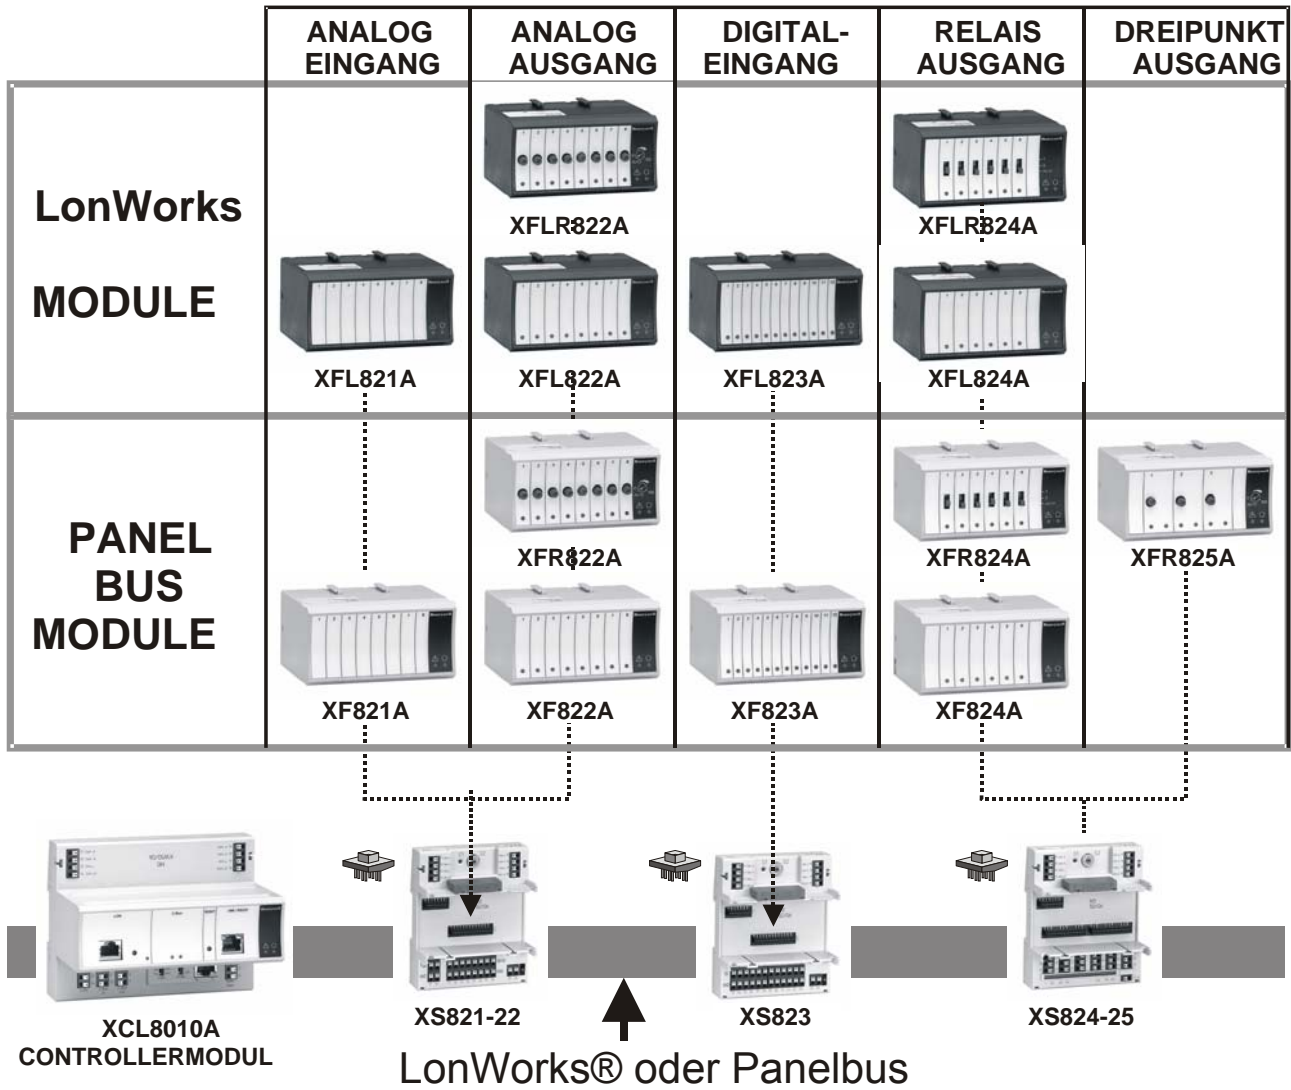 ANALOG EINGANG
ANALOG AUSGANG
DIGITAL- EINGANG
RELAIS AUSGANG
DREIPUNKT AUSGANG
LonWorks
MODULE
XFLR822A
XFLR824A
XFL821A
XFL822A
XFL823A
XFL824A
PANEL
BUS
MODULE
XFR822A
XFR824A
XFR825A
XF821A
XF822A
XF823A
XF824A
XCL8010A
CONTROLLERMODUL
XS821-22
XS823
XS824-25
LonWorks® oder Panelbus